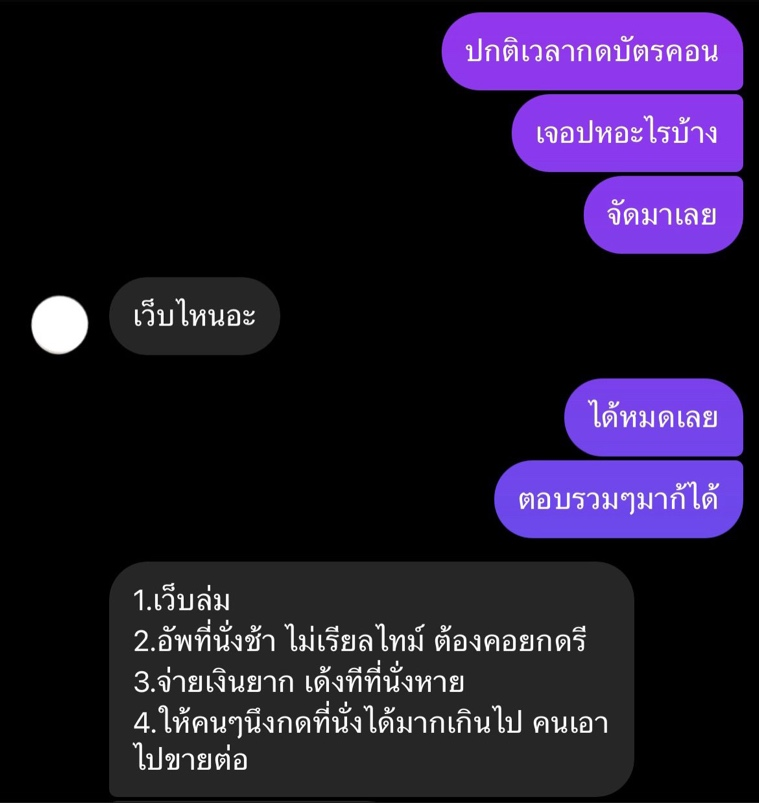 ปกติเวลากดบัตรคอน
เจอปหอะไรบ้าง
จัดมาเลย
เว็บไหนอะ
ได้หมดเลย
ตอบรวมๆมาก้ได้
1.เว็บล่ม
2.อัพที่นั่งช้า ไม่เรียลไทม์ ต้องคอยกดรี
3.จ่ายเงินยาก เด้งทีที่นั่งหาย
4.ให้คนๆนึงกดที่นั่งได้มากเกินไป คนเอา
ไปขายต่อ